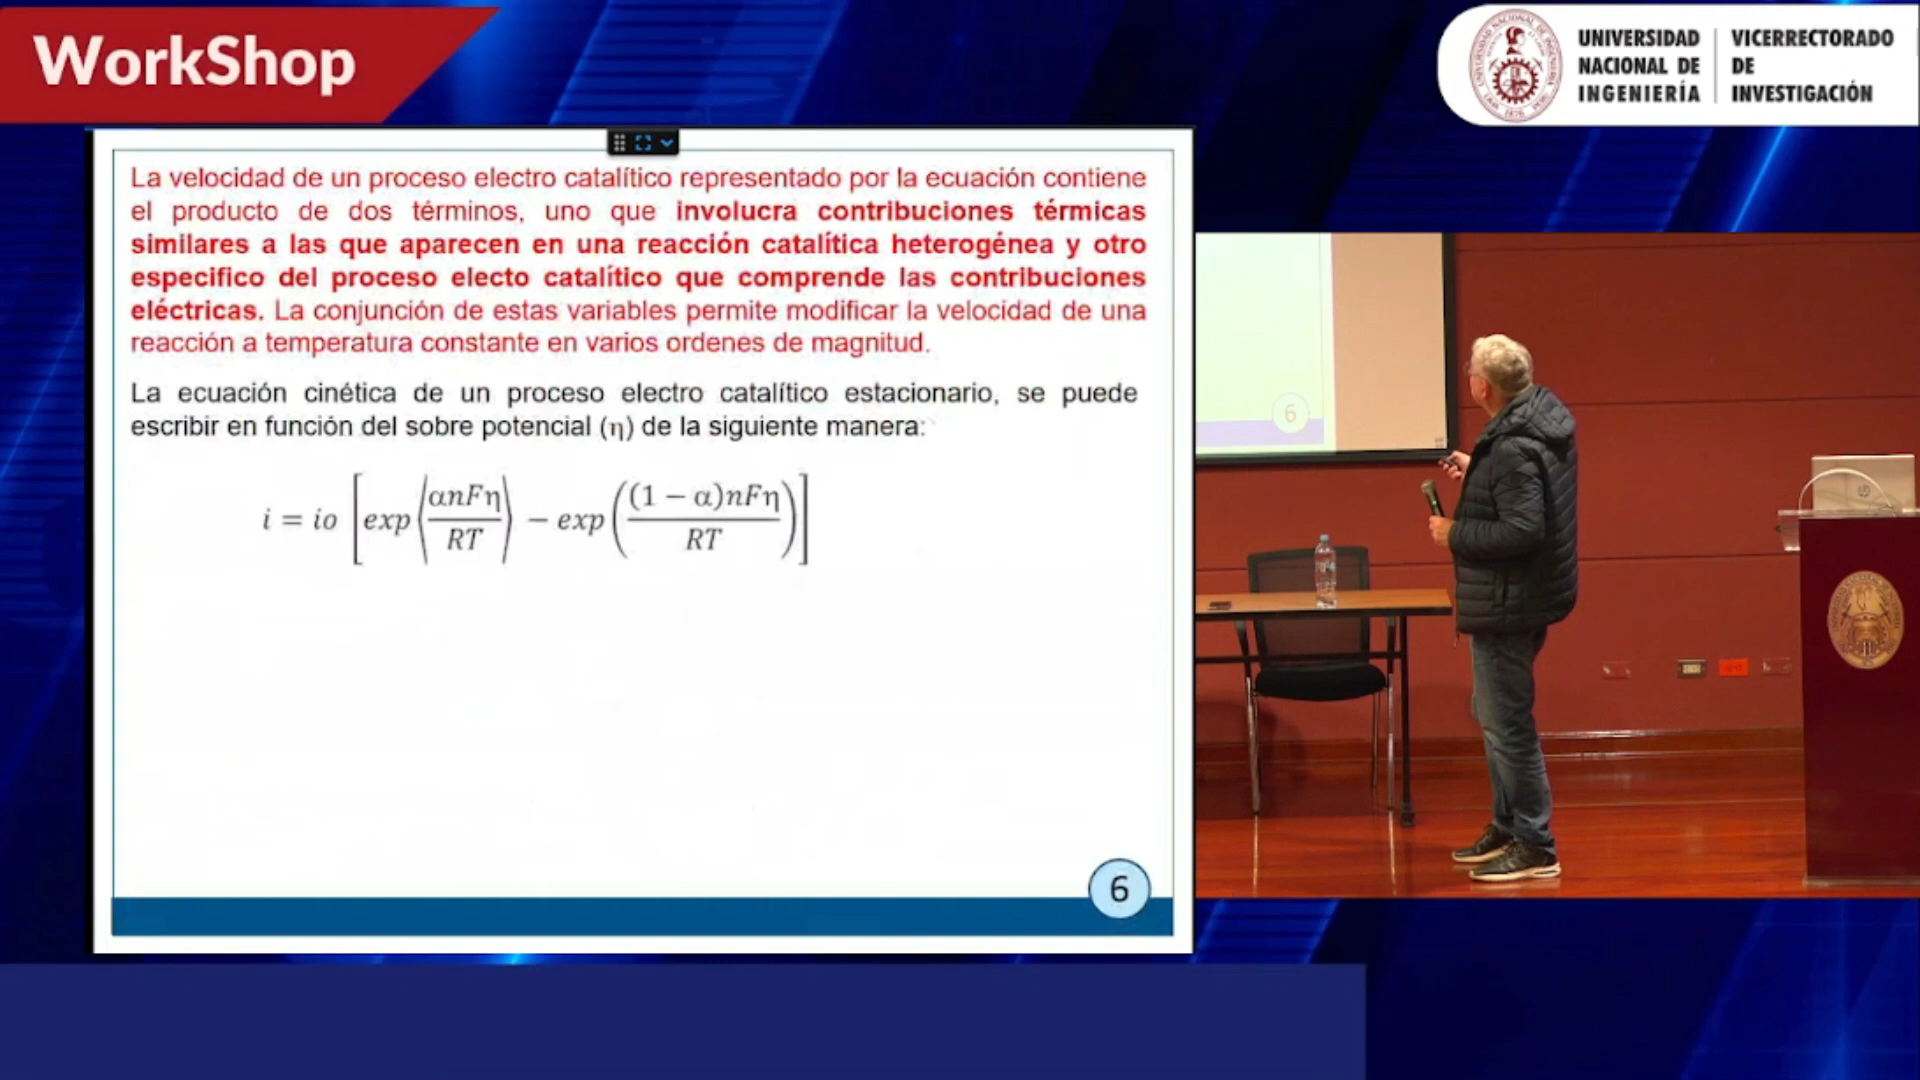 WorkShop
UNIVERSIDAD
NACIONAL DE
INGENIERÍA
VICERRECTORADO
DE
INVESTIGACIÓN
La velocidad de un proceso electro catalítico representado por la ecuación contiene
el producto de dos términos, uno que involucra contribuciones térmicas
similares a las que aparecen en una reacción catalítica heterogénea y otro
especifico del proceso electo catalítico que comprende las contribuciones
eléctricas. La conjunción de estas variables permite modificar la velocidad de una
reacción a temperatura constante en varios ordenes de magnitud.
La ecuación cinética de un proceso electro catalítico estacionario, se puede
escribir en función del sobre potencial (η) de la siguiente manera:
i = io [exp(αnFη/RT) − exp((1 − α)nFη/RT)]
6
6